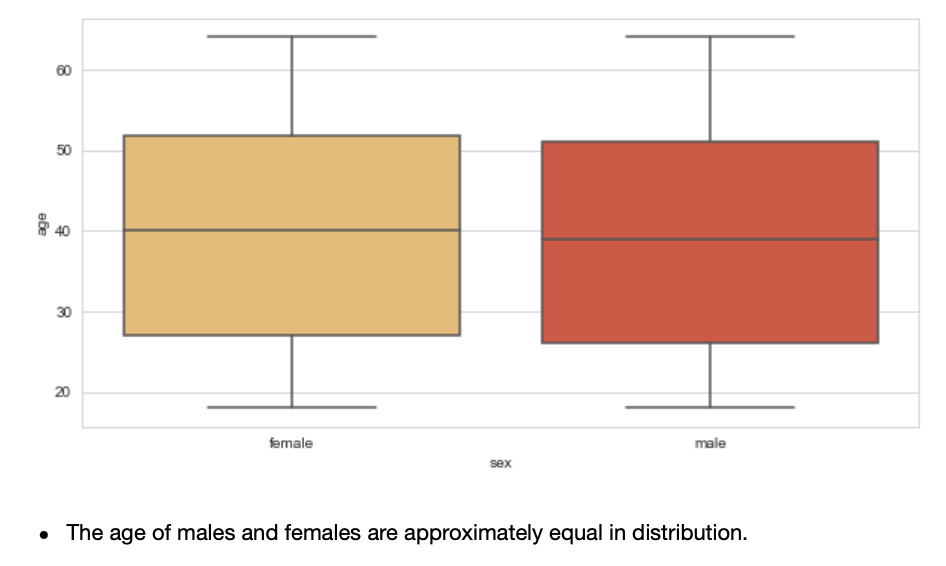 60
50
40
30
20
age
female
male
sex
• The age of males and females are approximately equal in distribution.